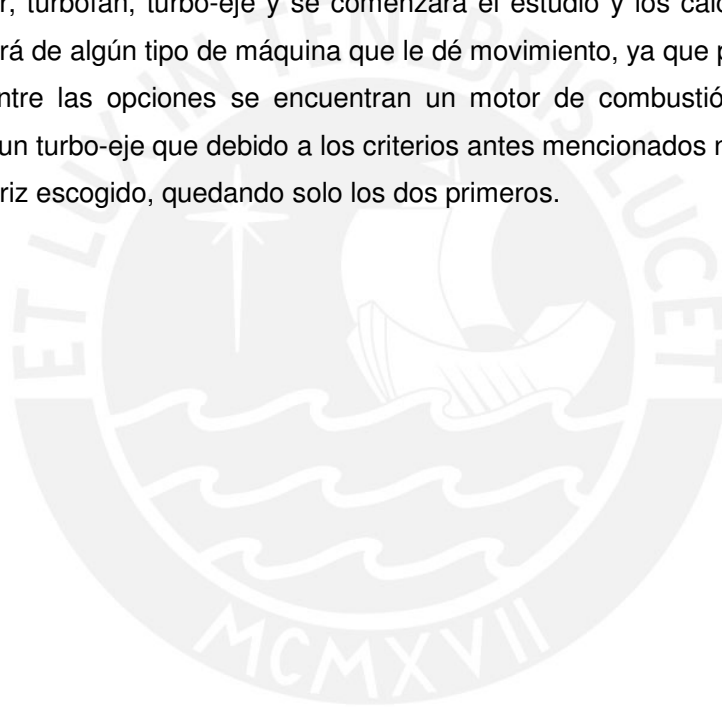 r, turbofán, turbo-eje y se comenzará el estudio y los cálc
rá de algún tipo de máquina que le dé movimiento, ya que p
ntre las opciones se encuentran un motor de combustió
un turbo-eje que debido a los criterios antes mencionados
riz escogido, quedando solo los dos primeros.
ET LUX IN TENEBRIS LUCET
MCMXVII